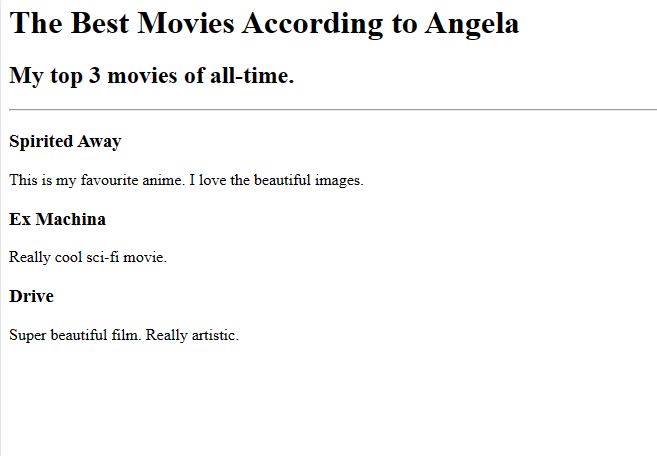 The Best Movies According to Angela
My top 3 movies of all-time.
Spirited Away
This is my favourite anime. I love the beautiful images.
Ex Machina
Really cool sci-fi movie.
Drive
Super beautiful film. Really artistic.